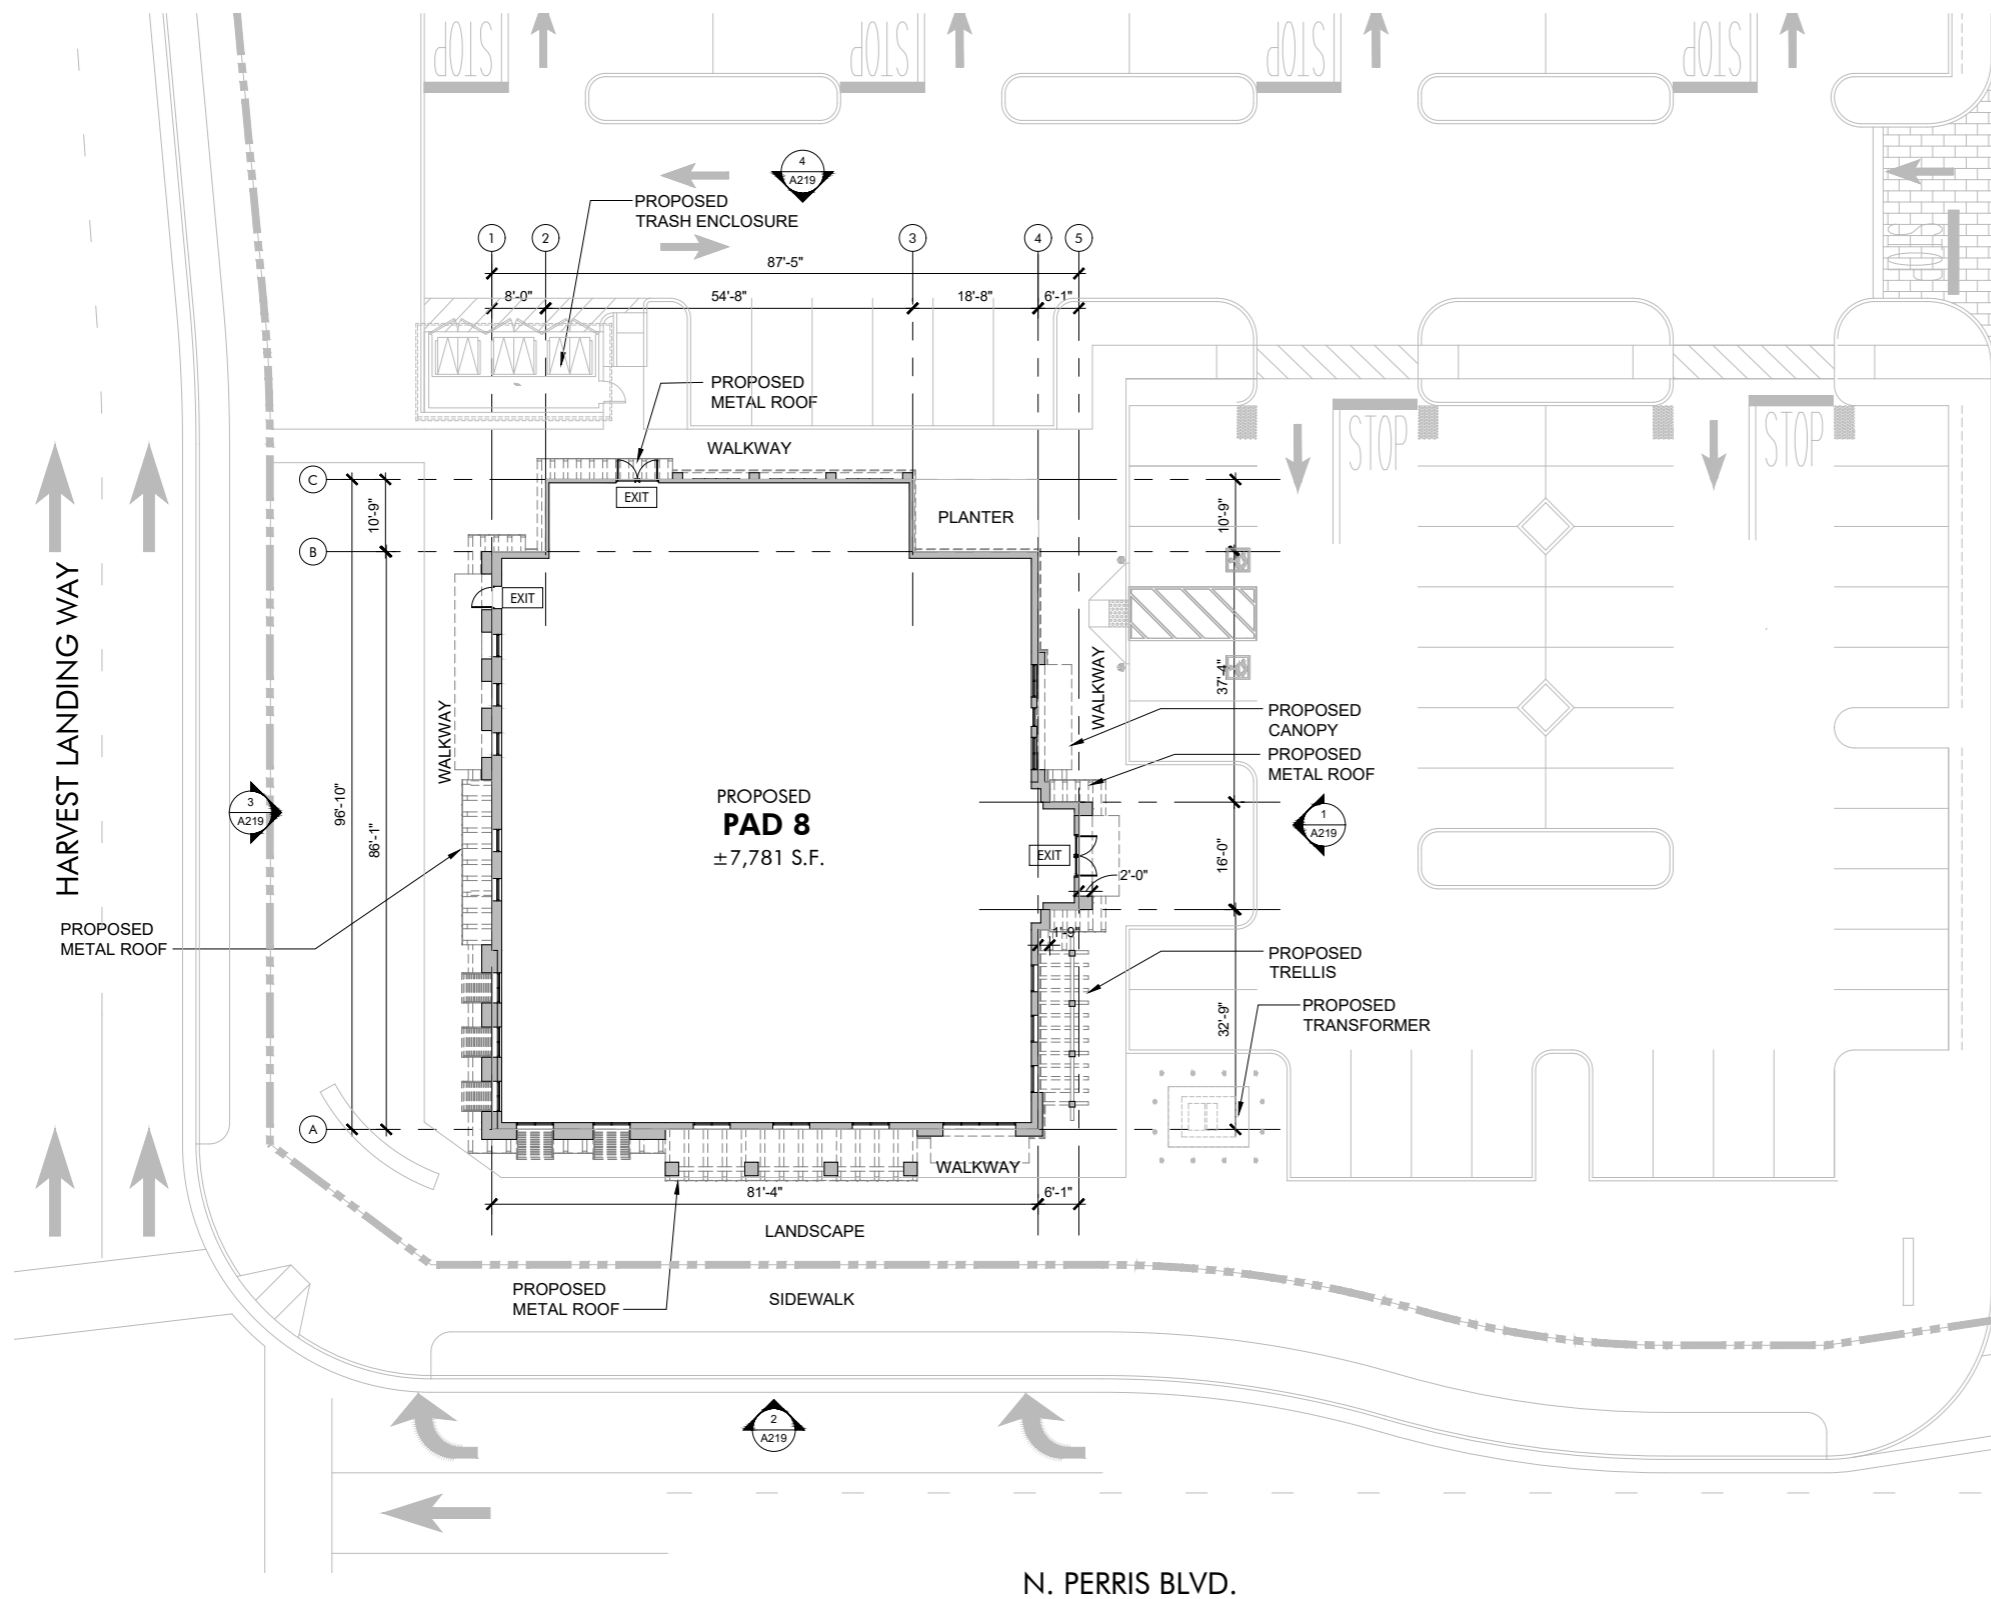 STOP
STOP
STOP
STOP
4
A219
PROPOSED
TRASH ENCLOSURE
1
2
3
4
5
87'-5"
8'-0"
54'-8"
18'-8"
6'-1"
STOP
PROPOSED
METAL ROOF
WALKWAY
STOP
STOP
C
10'-9"
EXIT
PLANTER
10'-9"
B
EXIT
HARVEST LANDING WAY
WALKWAY
WALKWAY
37'-4"
PROPOSED
CANOPY
PROPOSED
METAL ROOF
3
A219
96'-10"
86'-1"
PROPOSED
PAD 8
±7,781 S.F.
1
A219
EXIT
2'-0"
16'-0"
PROPOSED
METAL ROOF
1'-9"
PROPOSED
TRELLIS
32'-9"
PROPOSED
TRANSFORMER
A
WALKWAY
81'-4"
6'-1"
LANDSCAPE
PROPOSED
METAL ROOF
SIDEWALK
2
A219
N. PERRIS BLVD.